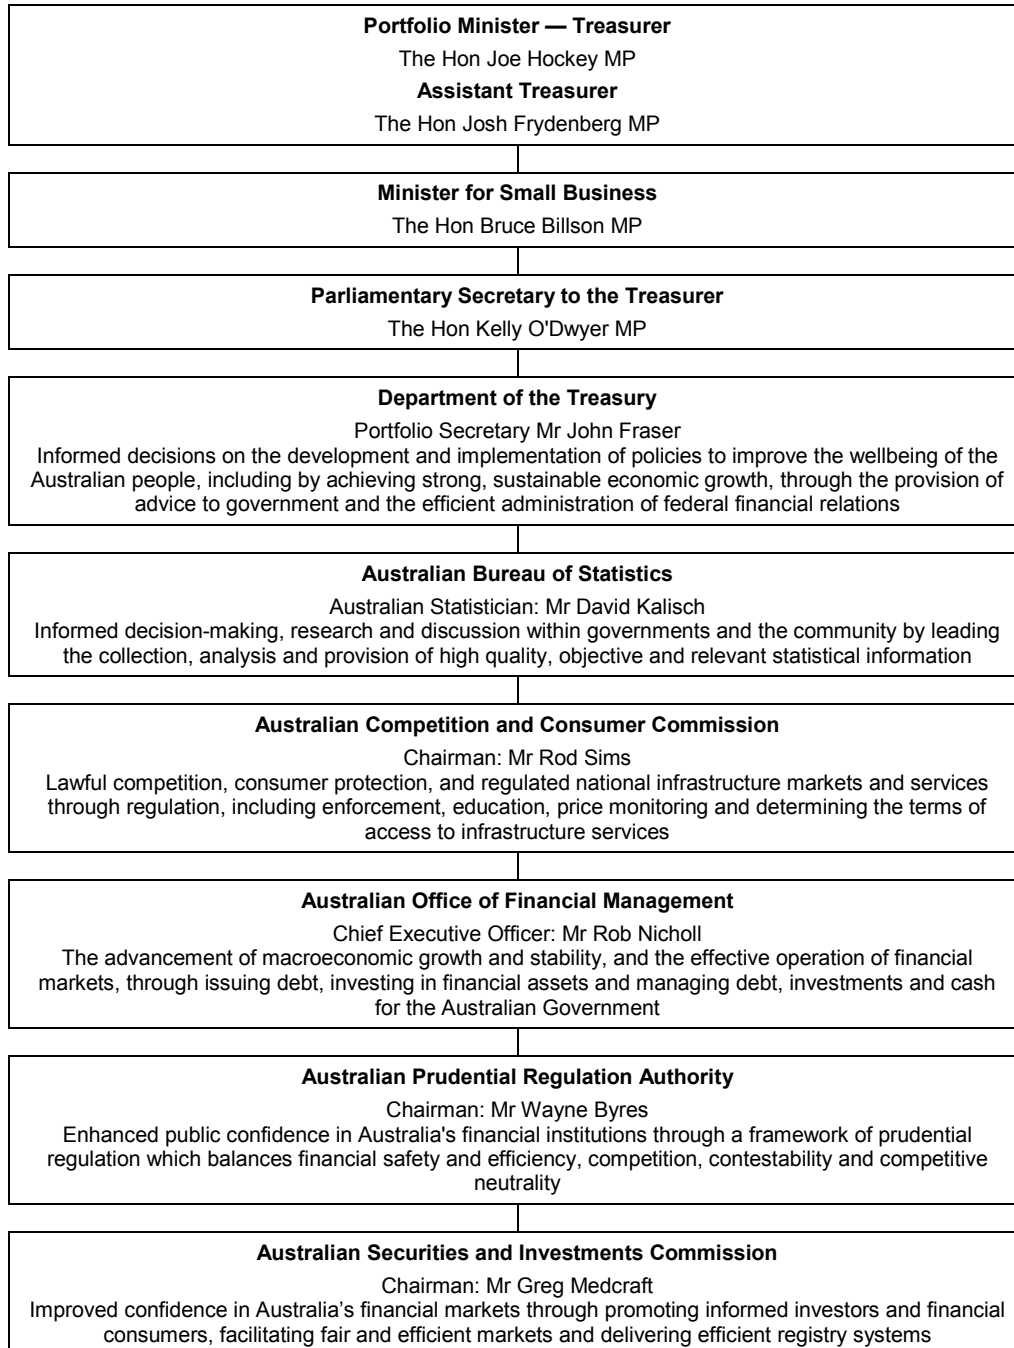 Portfolio Minister — Treasurer
The Hon Joe Hockey MP
Assistant Treasurer
The Hon Josh Frydenberg MP
Minister for Small Business
The Hon Bruce Billson MP
Parliamentary Secretary to the Treasurer
The Hon Kelly O'Dwyer MP
Department of the Treasury
Portfolio Secretary Mr John Fraser
Informed decisions on the development and implementation of policies to improve the wellbeing of the
Australian people, including by achieving strong, sustainable economic growth, through the provision of
advice to government and the efficient administration of federal financial relations
Australian Bureau of Statistics
Australian Statistician: Mr David Kalisch
Informed decision-making, research and discussion within governments and the community by leading
the collection, analysis and provision of high quality, objective and relevant statistical information
Australian Competition and Consumer Commission
Chairman: Mr Rod Sims
Lawful competition, consumer protection, and regulated national infrastructure markets and services
through regulation, including enforcement, education, price monitoring and determining the terms of
access to infrastructure services
Australian Office of Financial Management
Chief Executive Officer: Mr Rob Nicholl
The advancement of macroeconomic growth and stability, and the effective operation of financial
markets, through issuing debt, investing in financial assets and managing debt, investments and cash
for the Australian Government
Australian Prudential Regulation Authority
Chairman: Mr Wayne Byres
Enhanced public confidence in Australia's financial institutions through a framework of prudential
regulation which balances financial safety and efficiency, competition, contestability and competitive
neutrality
Australian Securities and Investments Commission
Chairman: Mr Greg Medcraft
Improved confidence in Australia’s financial markets through promoting informed investors and financial
consumers, facilitating fair and efficient markets and delivering efficient registry systems